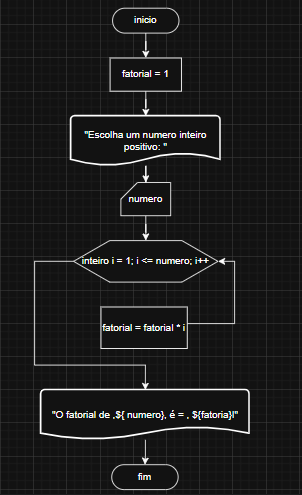 inicio
fatorial = 1
"Escolha um numero inteiro
positivo: "
numero
inteiro i = 1; i <= numero; i++
fatorial = fatorial * i
"O fatorial de ,${ numero}, é = , ${fatoria}l"
fim